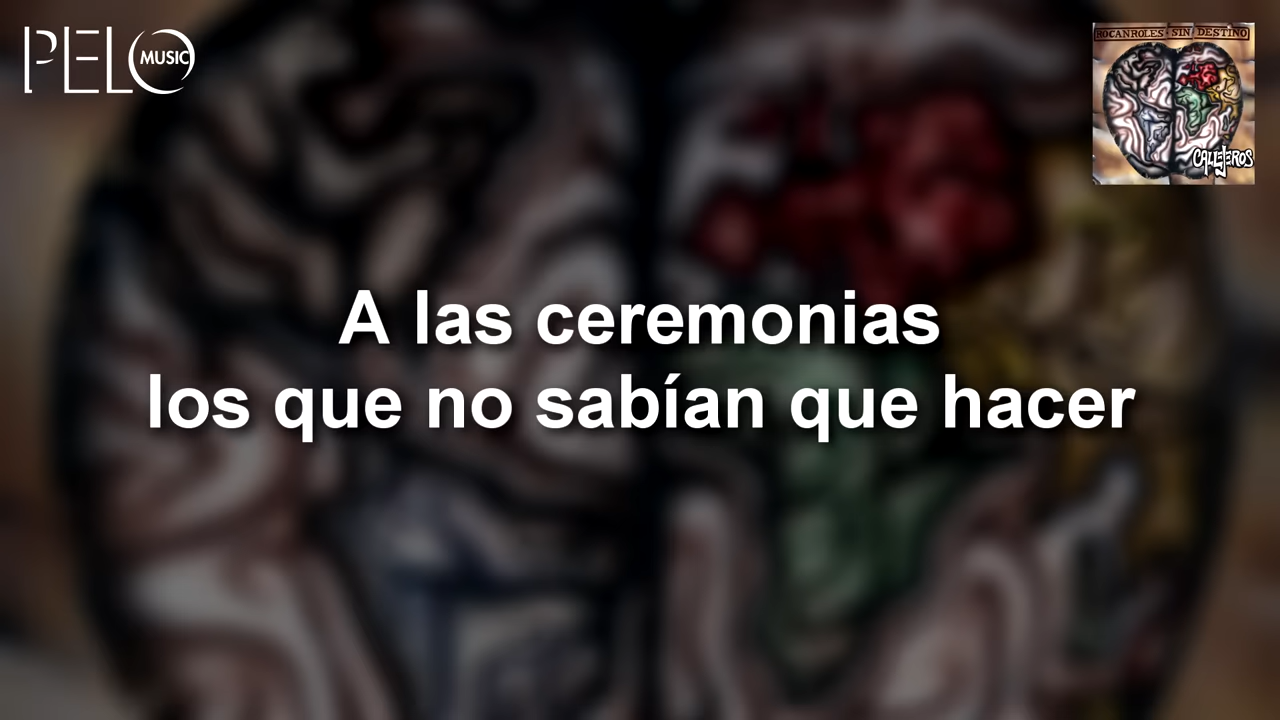 PELO MUSIC
ROCANROLES SIN DESTINO
CALLEJEROS
A las ceremonias
los que no sabían que hacer